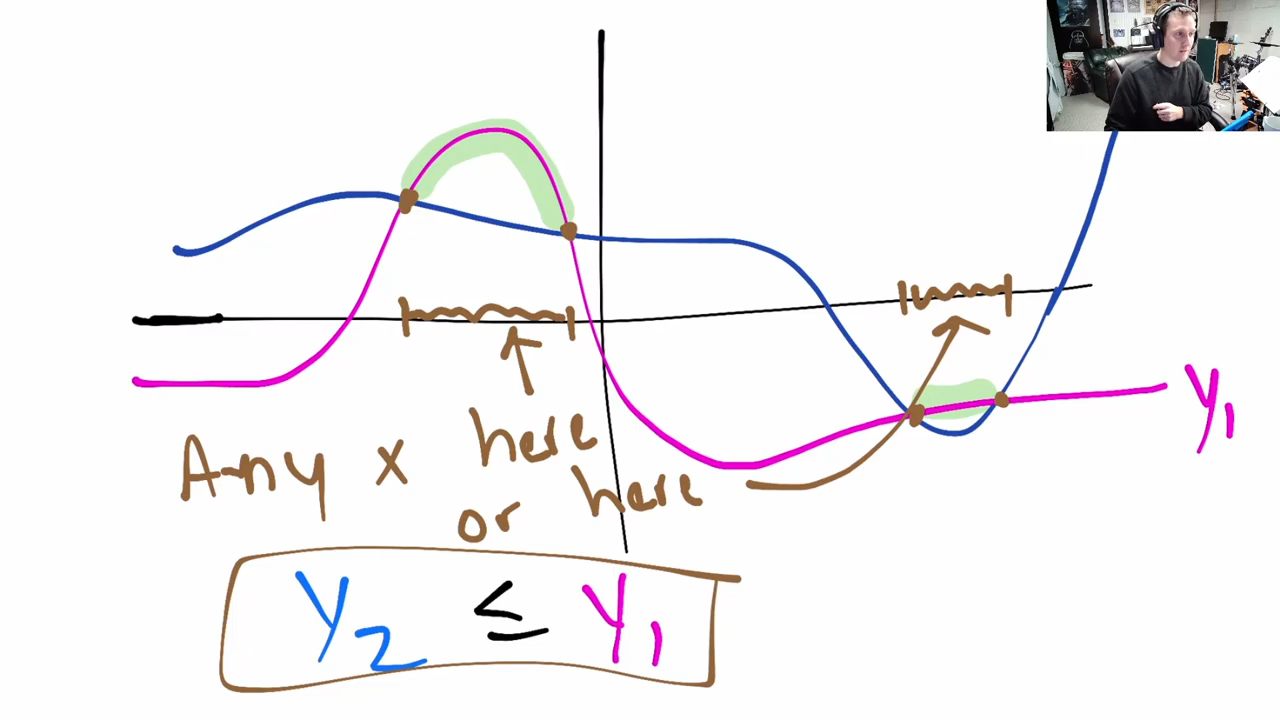 Y₁
Any x here
or here
Y₂ ≤ Y₁